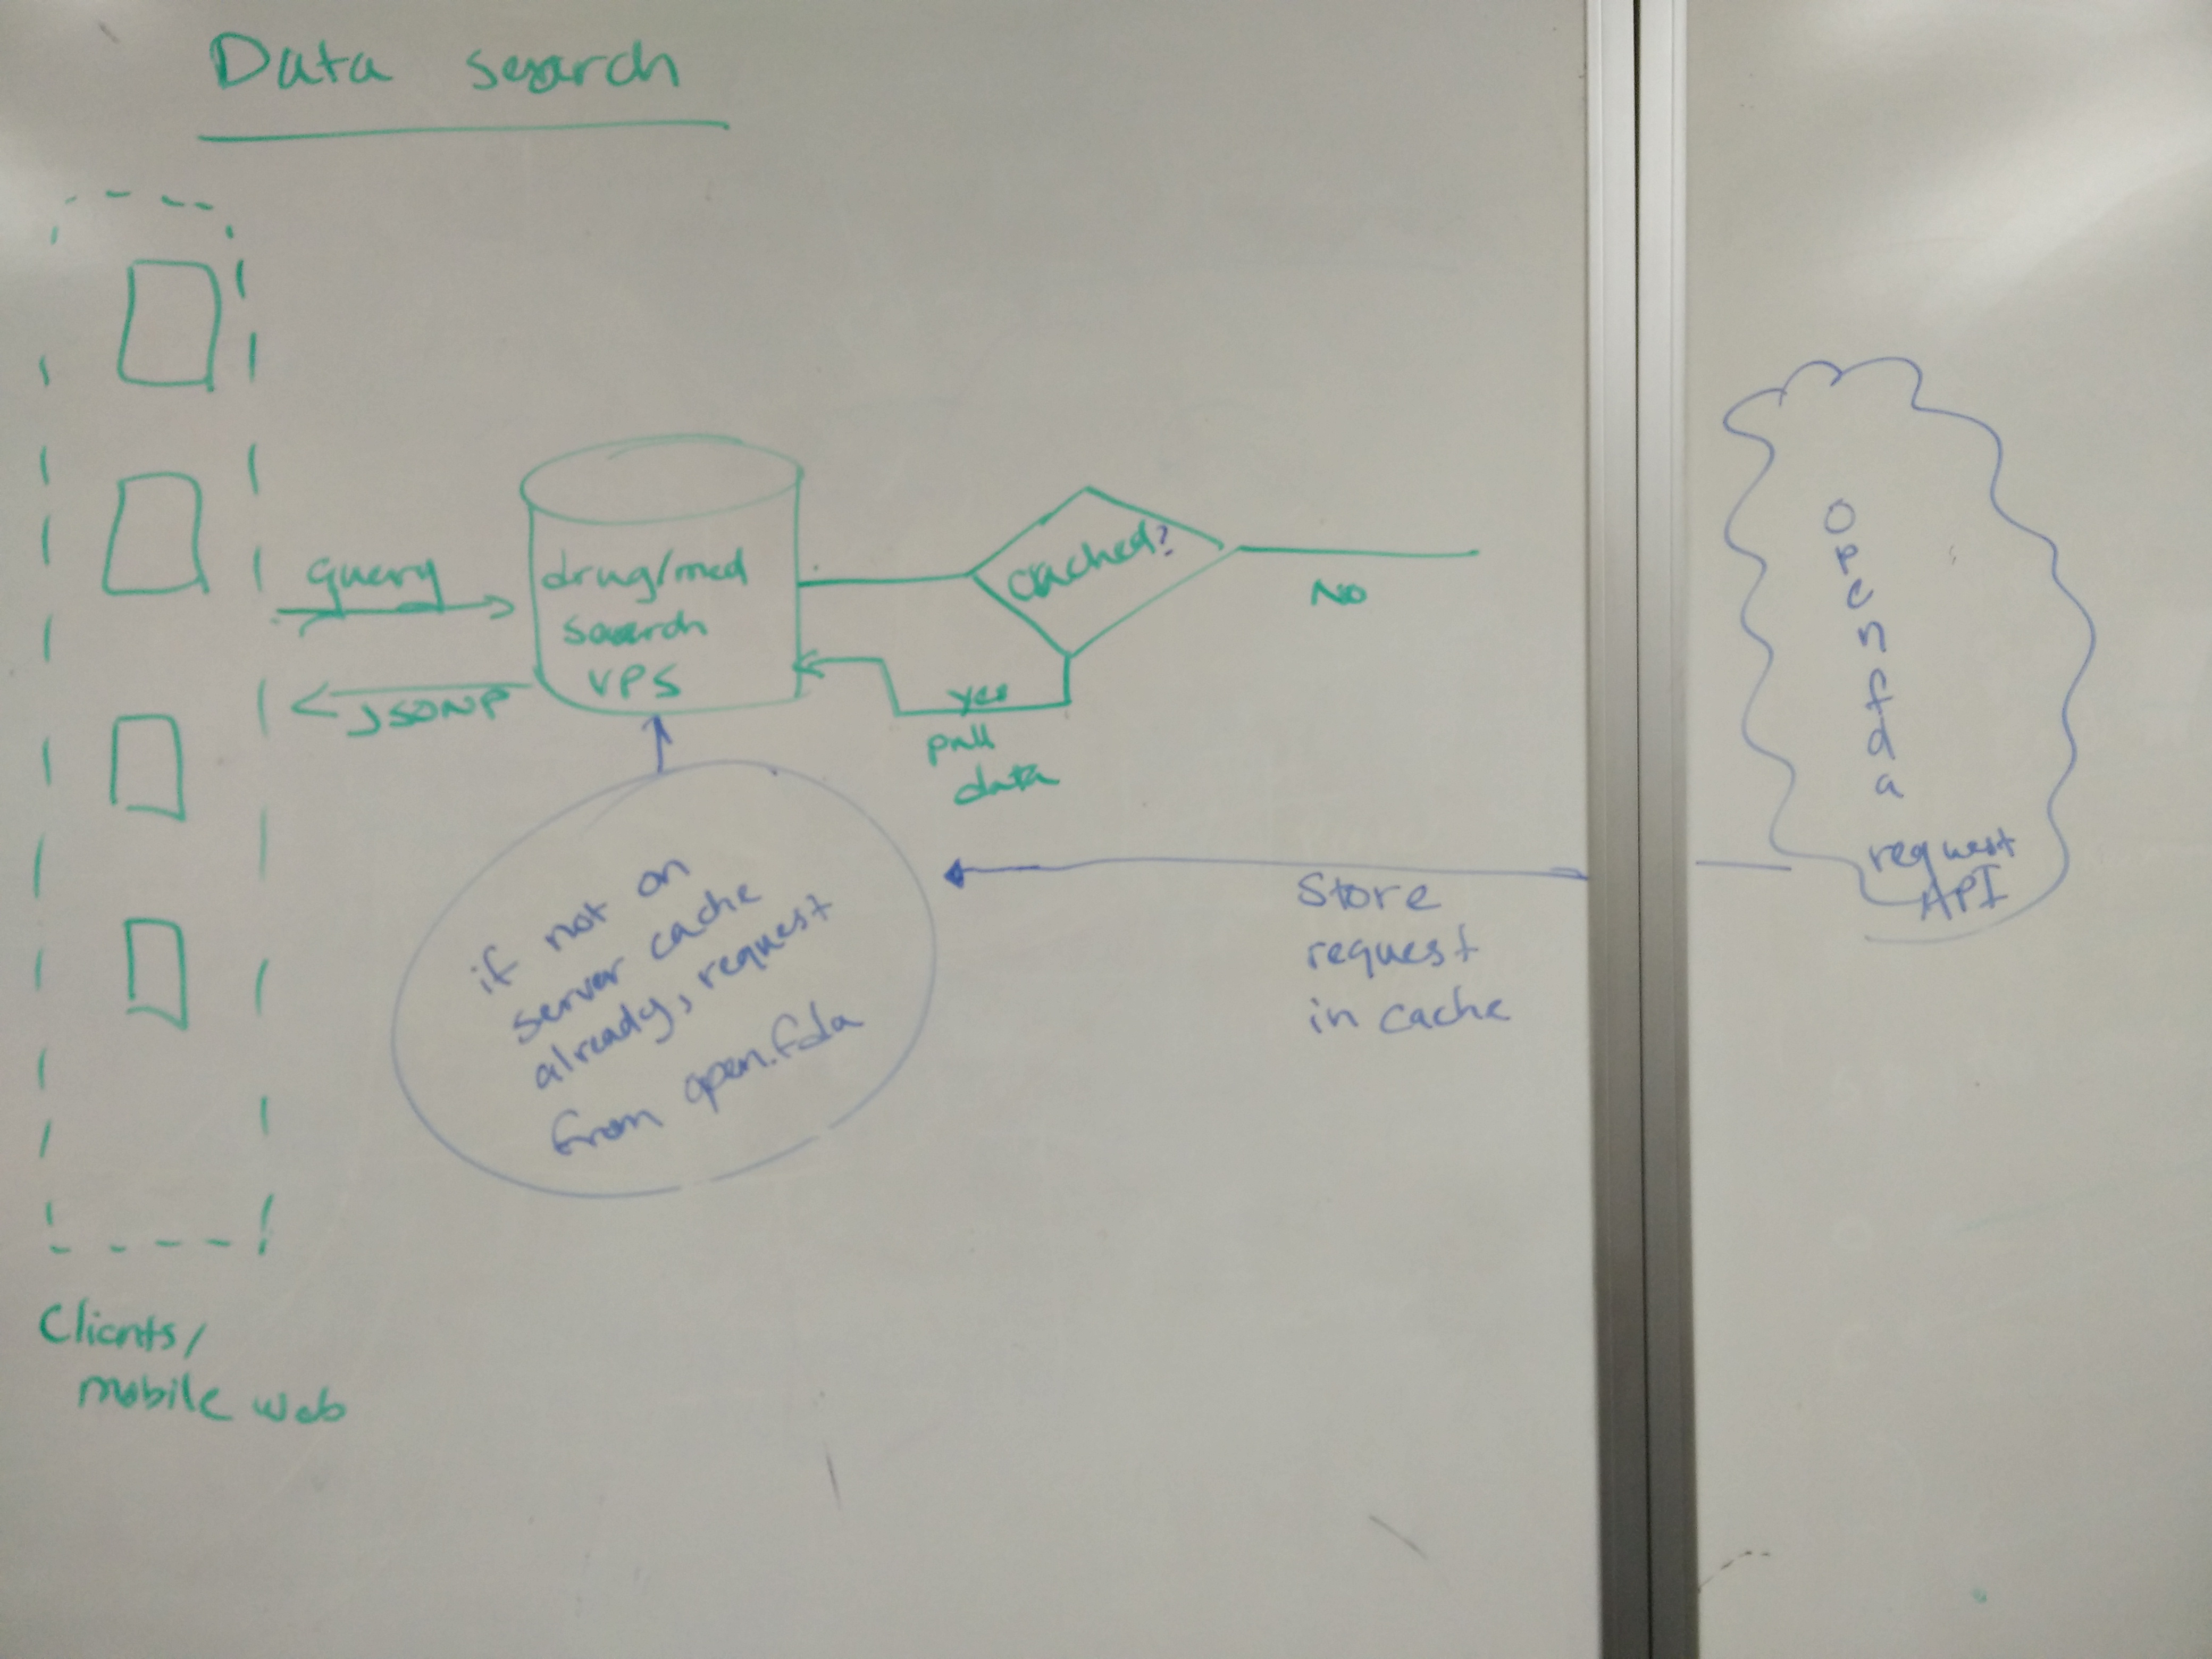 Data search
query
JSONP
drug/med
search
VPS
cached?
No
yes
pull
data
openfda
request
API
Store
request
in cache
if not on
server cache
already, request
from open.fda
Clients/
mobile web